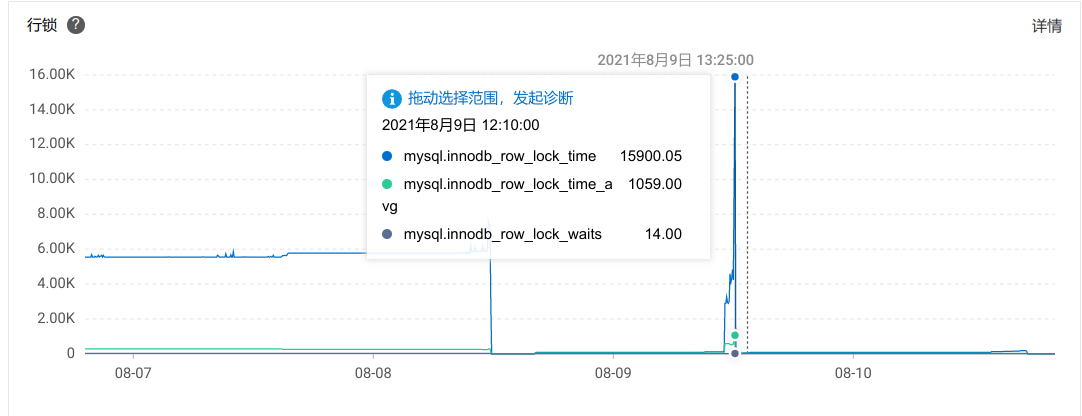 行锁 ?
详情
2021年8月9日 13:25:00
16.00K
14.00K
12.00K
10.00K
8.00K
6.00K
4.00K
2.00K
0
拖动选择范围，发起诊断
2021年8月9日 12:10:00
mysql.innodb_row_lock_time 15900.05
mysql.innodb_row_lock_time_a 1059.00
vg
mysql.innodb_row_lock_waits 14.00
08-07
08-08
08-09
08-10